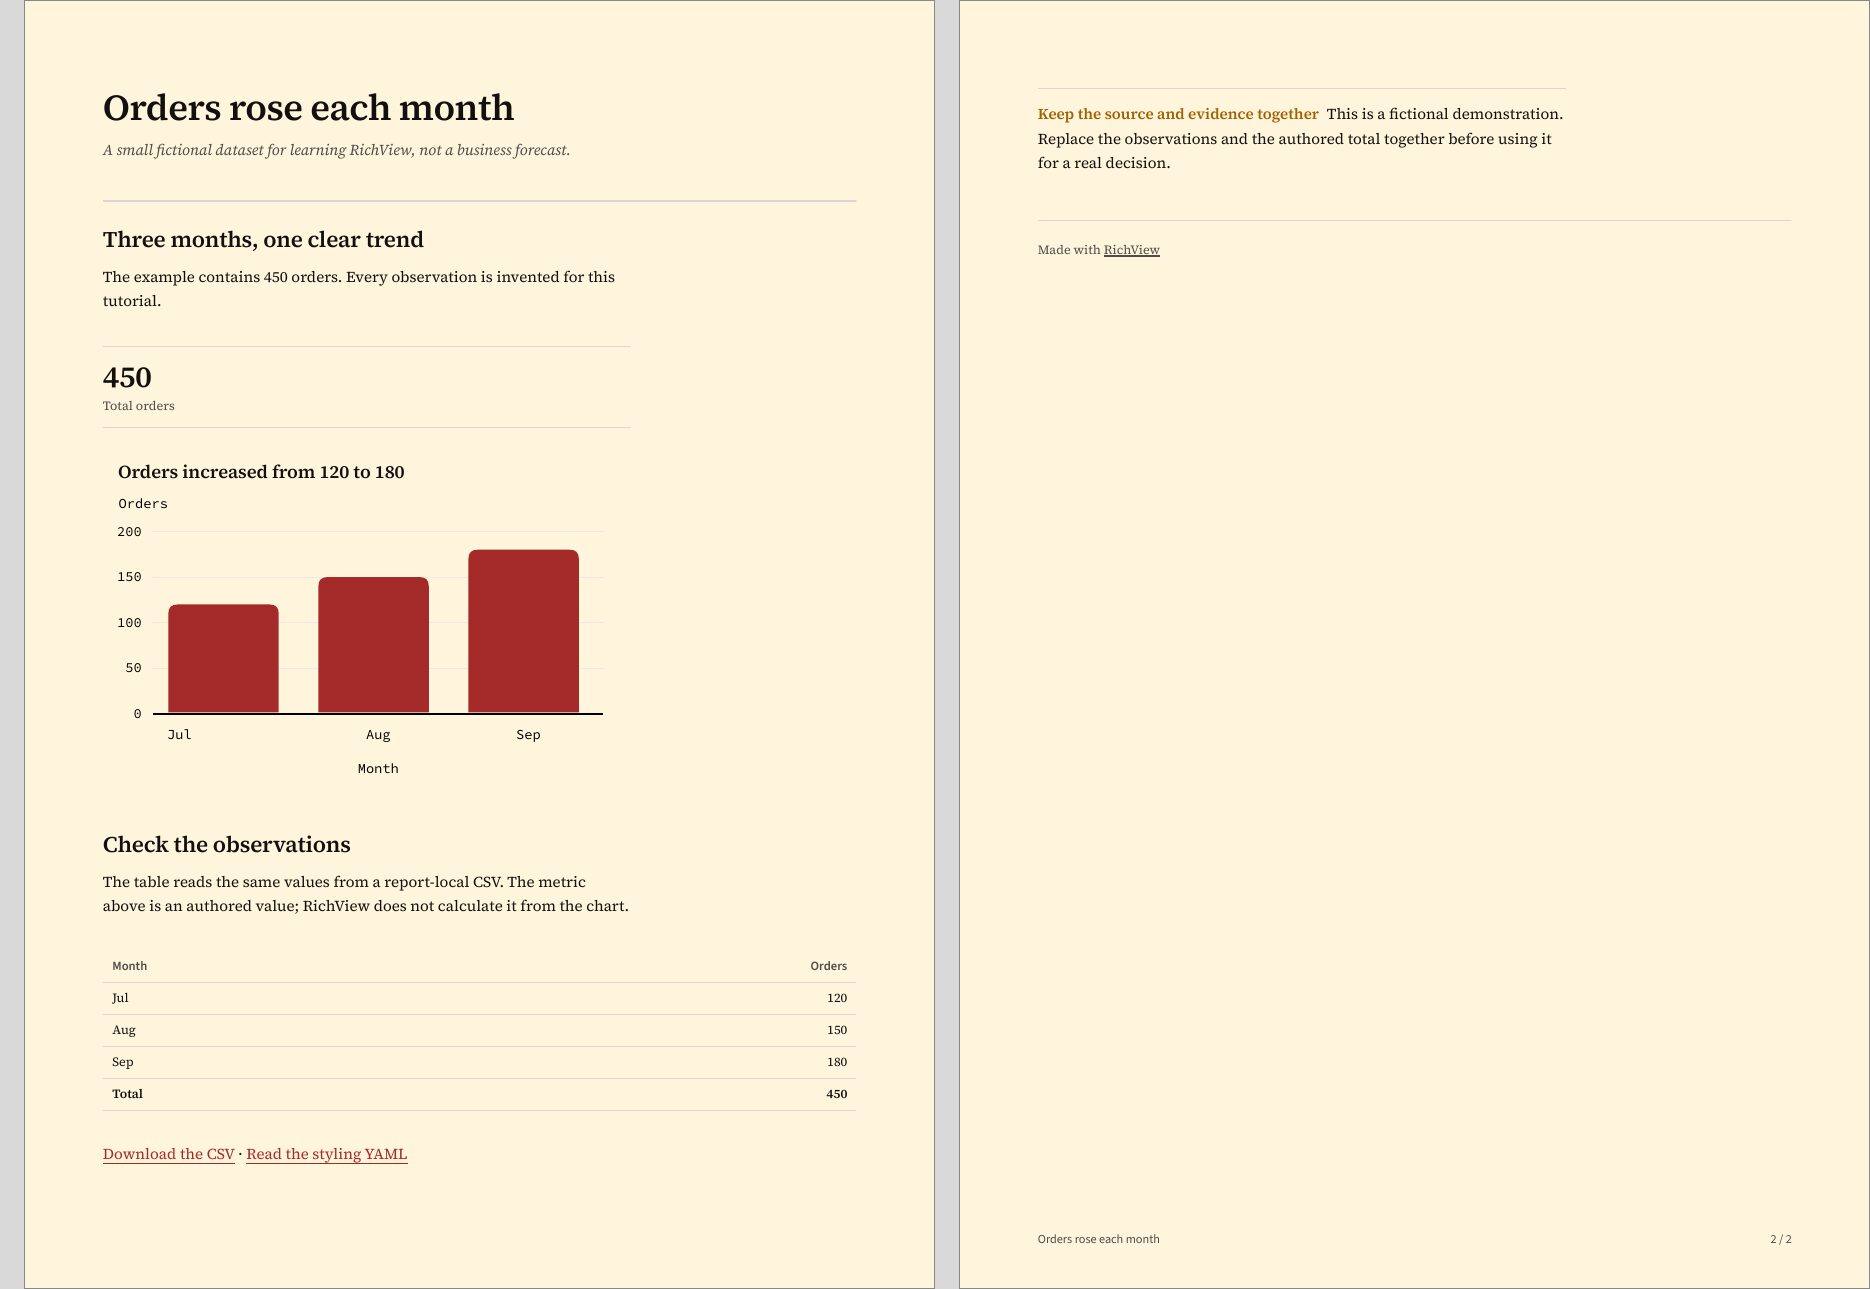 Orders rose each month
A small fictional dataset for learning RichView, not a business forecast.
Three months, one clear trend
The example contains 450 orders. Every observation is invented for this
tutorial.
450
Total orders
Orders increased from 120 to 180
Orders
200
150
100
50
0
Jul Aug Sep
Month
Check the observations
The table reads the same values from a report-local CSV. The metric
above is an authored value; RichView does not calculate it from the chart.
Month Orders
Jul 120
Aug 150
Sep 180
Total 450
Download the CSV · Read the styling YAML
Keep the source and evidence together This is a fictional demonstration.
Replace the observations and the authored total together before using it
for a real decision.
Made with RichView
Orders rose each month 2 / 2